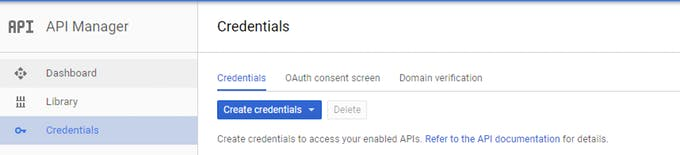 API API Manager
Credentials
Dashboard
Library
Credentials
Credentials OAuth consent screen Domain verification
Create credentials Delete
Create credentials to access your enabled APIs. Refer to the API documentation for details.